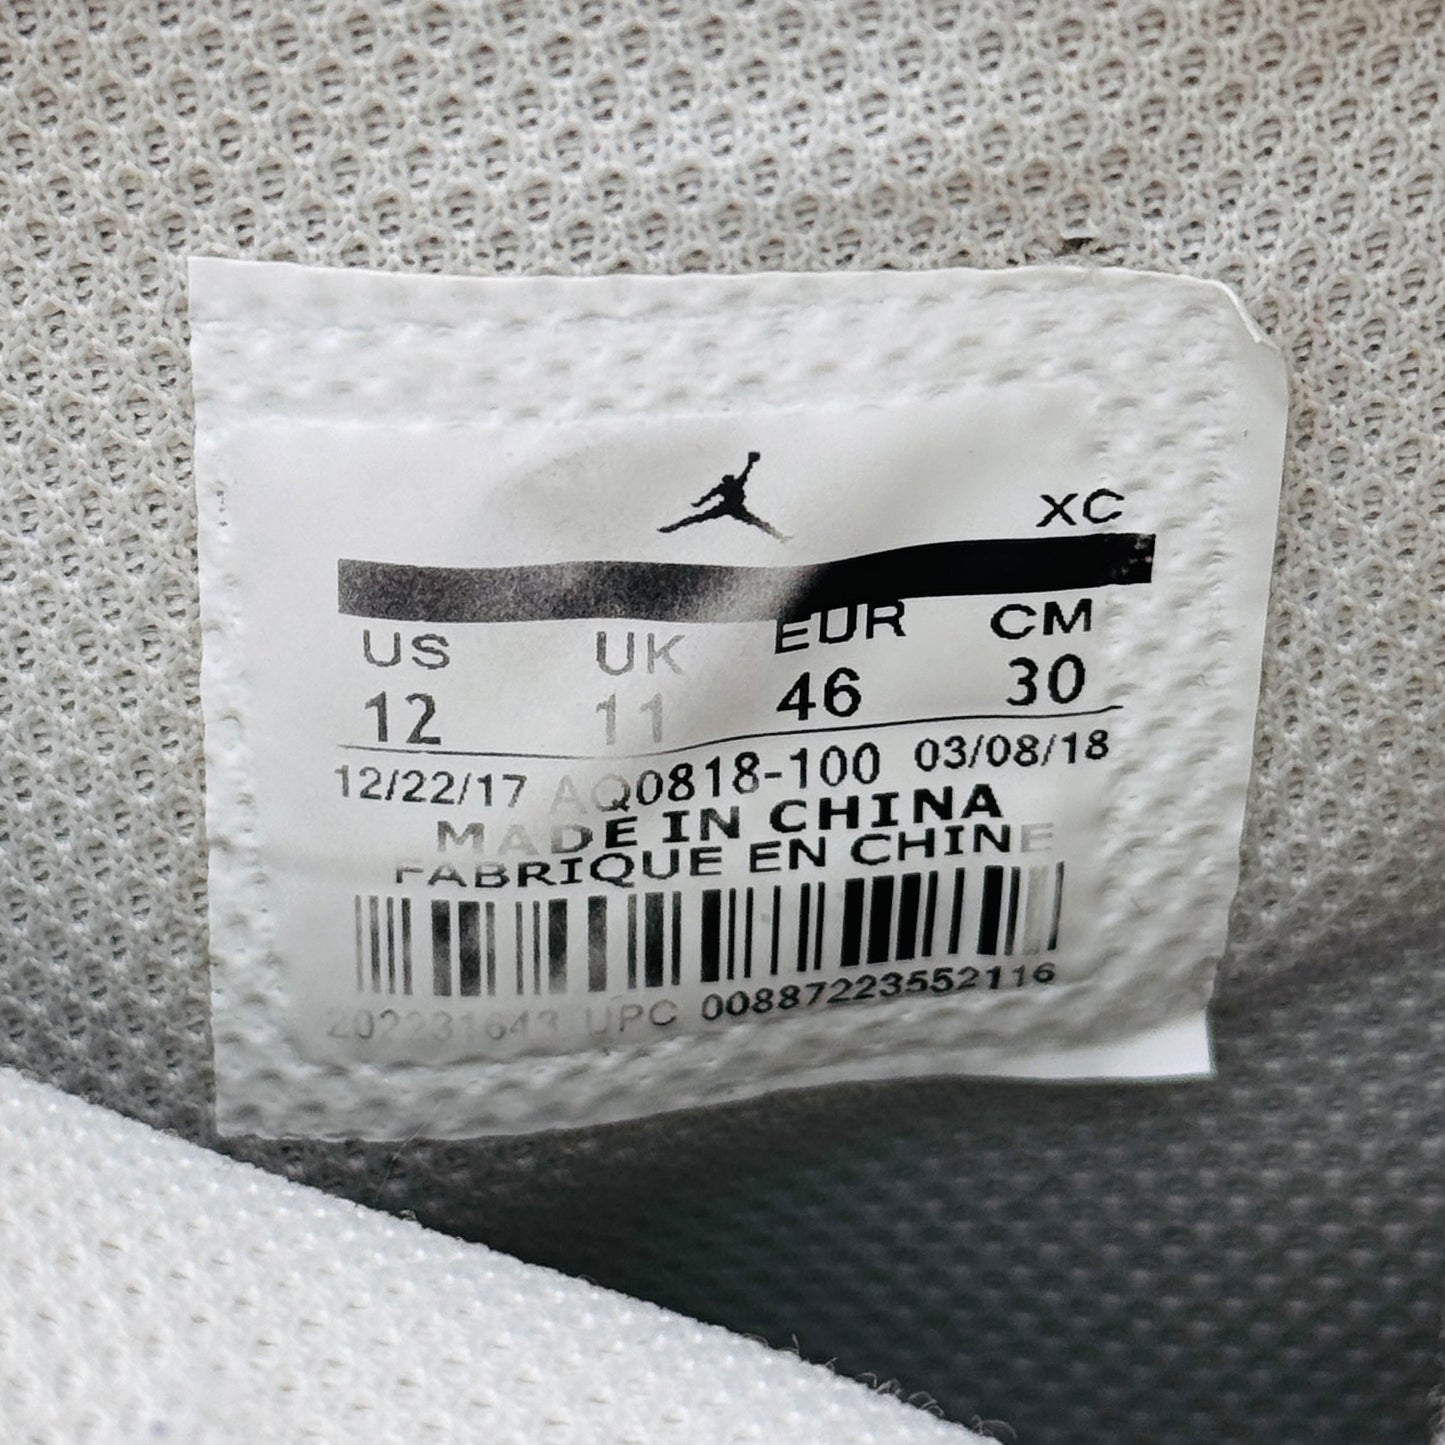 XC
US UK EUR CM
12 11 46 30
12/22/17 AQ0818-100 03/08/18
MADE IN CHINA
FABRIQUE EN CHINE
202231643 UPC 00887223552116